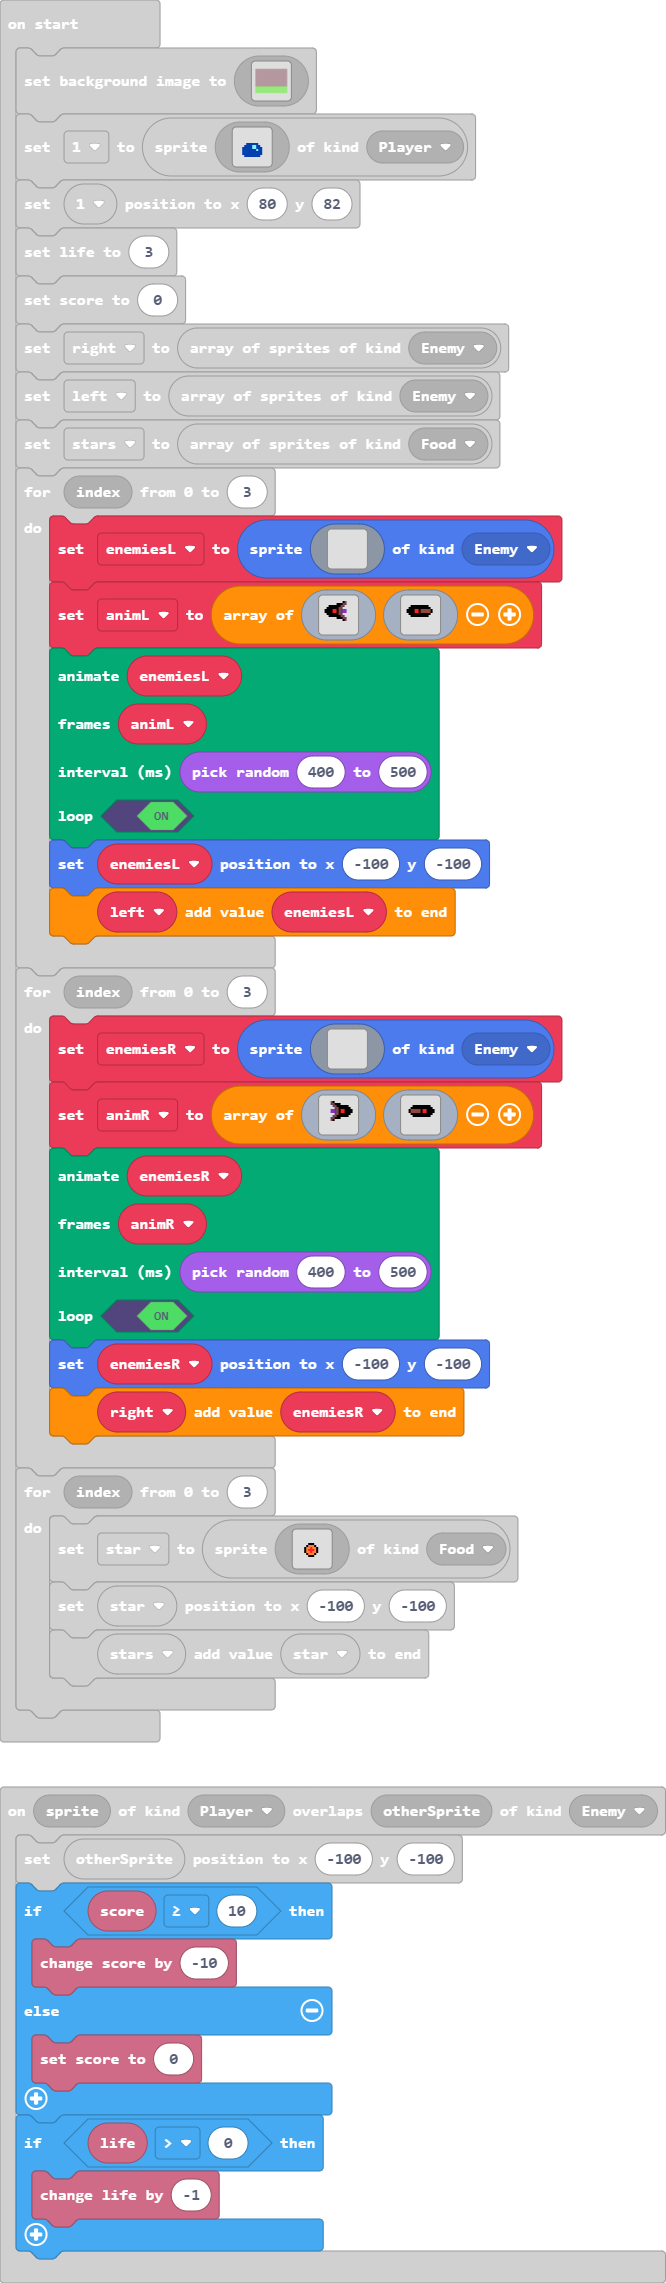 on start
set background image to
set 1 to sprite of kind Player
set 1 position to x 80 y 82
set life to 3
set score to 0
set right to array of sprites of kind Enemy
set left to array of sprites of kind Enemy
set stars to array of sprites of kind Food
for index from 0 to 3
do
set enemiesL to sprite of kind Enemy
set animL to array of
animate enemiesL
frames animL
interval (ms) pick random 400 to 500
loop ON
set enemiesL position to x -100 y -100
left add value enemiesL to end
for index from 0 to 3
do
set enemiesR to sprite of kind Enemy
set animR to array of
animate enemiesR
frames animR
interval (ms) pick random 400 to 500
loop ON
set enemiesR position to x -100 y -100
right add value enemiesR to end
for index from 0 to 3
do
set star to sprite of kind Food
set star position to x -100 y -100
stars add value star to end
on sprite of kind Player overlaps otherSprite of kind Enemy
set otherSprite position to x -100 y -100
if score ≥ 10 then
change score by -10
else
set score to 0
if life > 0 then
change life by -1